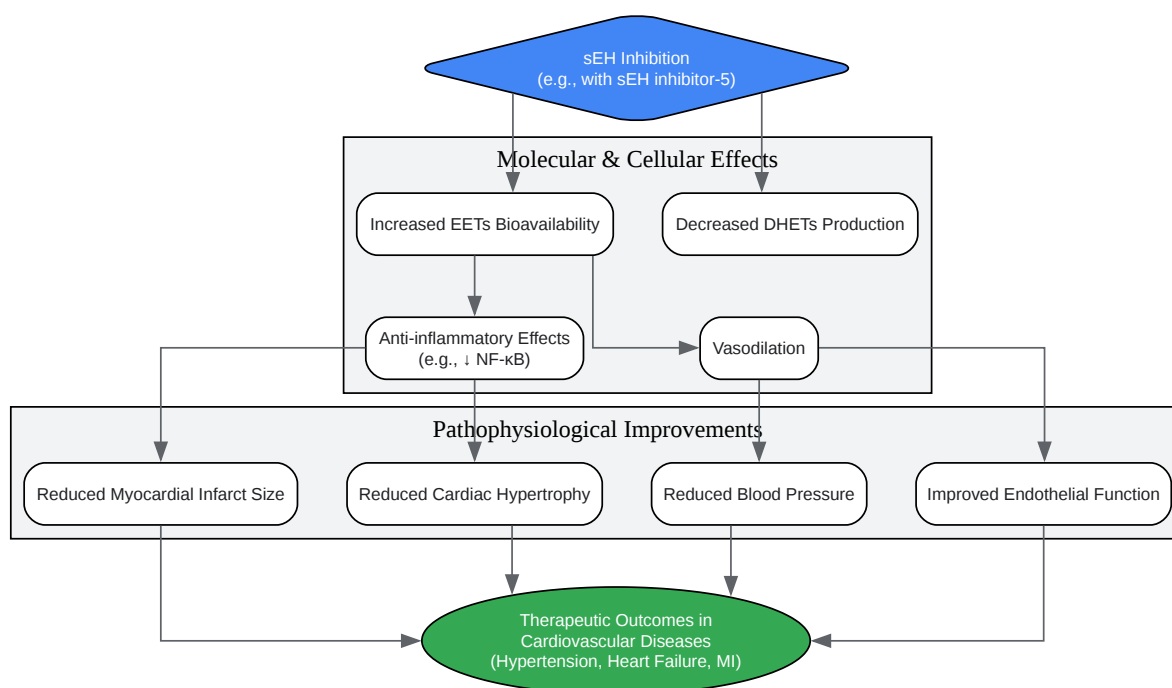 sEH Inhibition
(e.g., with sEH inhibitor-5)
Molecular & Cellular Effects
Increased EETs Bioavailability
Decreased DHETs Production
Anti-inflammatory Effects
(e.g., ↓ NF-κB)
Vasodilation
Pathophysiological Improvements
Reduced Myocardial Infarct Size
Reduced Cardiac Hypertrophy
Reduced Blood Pressure
Improved Endothelial Function
Therapeutic Outcomes in
Cardiovascular Diseases
(Hypertension, Heart Failure, MI)